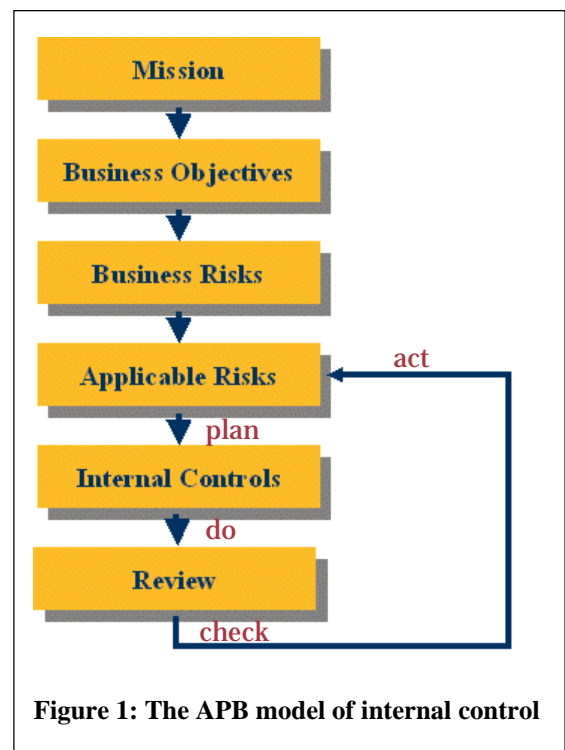 Mission
Business Objectives
Business Risks
Applicable Risks
act
plan
Internal Controls
do
Review
check
Figure 1: The APB model of internal control